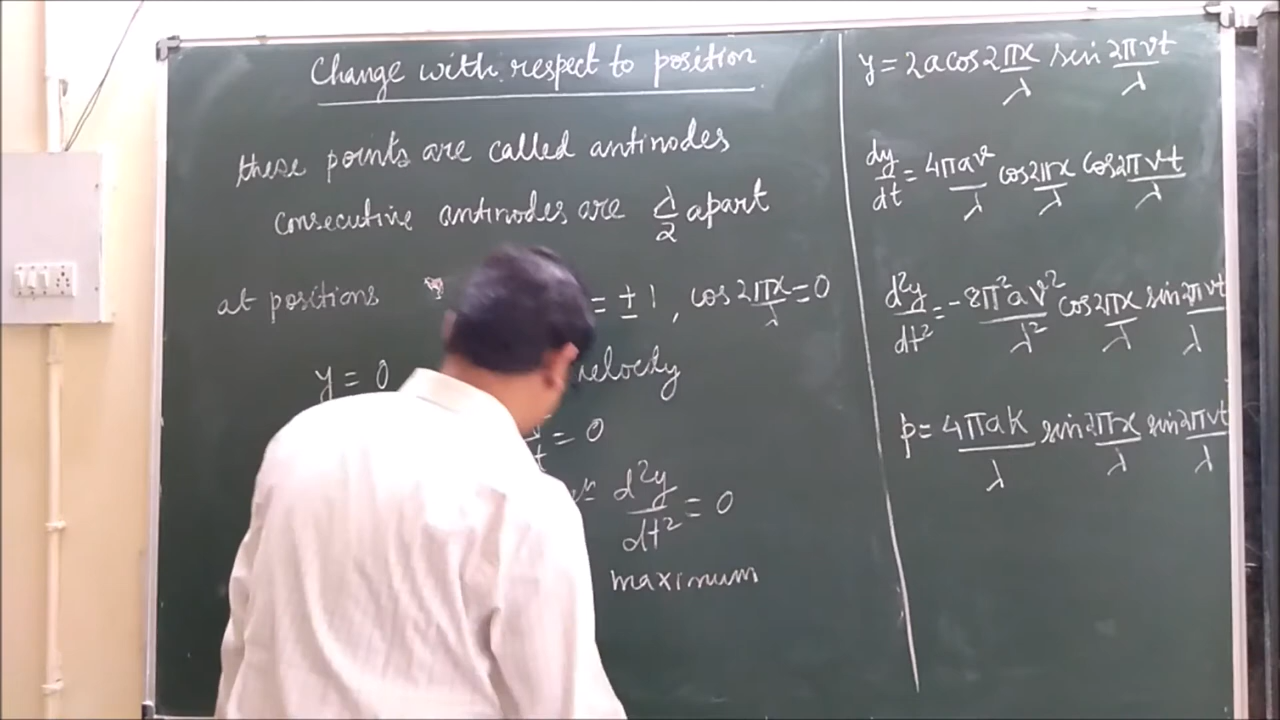 Change with respect to position
these points are called antinodes
consecutive antinodes are λ/2 apart
at positions = ±1, cos 2πx/λ = 0
y = 0 velocity
= 0
d²y/dt² = 0
maximum
y = 2a cos 2πx/λ sin 2πvt/λ
dy/dt = 4πav/λ cos 2πx/λ cos 2πvt/λ
d²y/dt² = -8π²av²/λ² cos 2πx/λ sin 2πvt/λ
p = 4πaK/λ sin 2πx/λ sin 2πvt/λ